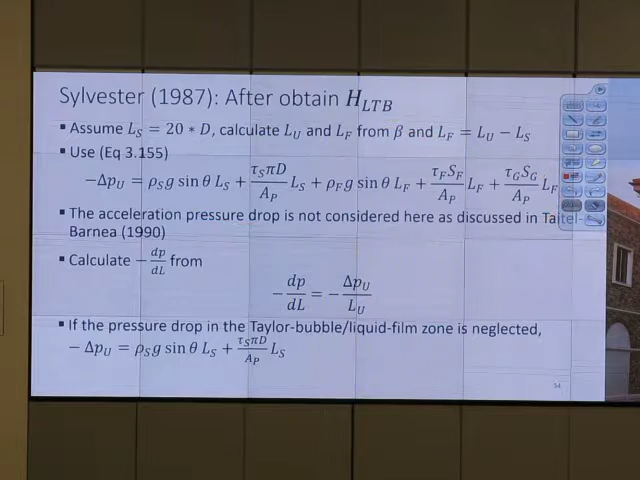 Sylvester (1987): After obtain H_LTB
▪ Assume L_S = 20 * D, calculate L_U and L_F from β and L_F = L_U − L_S
▪ Use (Eq 3.155)
−Δp_U = ρ_S g sin θ L_S + τ_S πD/A_P L_S + ρ_F g sin θ L_F + τ_F S_F/A_P L_F + τ_G S_G/A_P L_F
▪ The acceleration pressure drop is not considered here as discussed in Taitel-
Barnea (1990)
▪ Calculate − dp/dL from
− dp/dL = − Δp_U/L_U
▪ If the pressure drop in the Taylor-bubble/liquid-film zone is neglected,
− Δp_U = ρ_S g sin θ L_S + τ_S πD/A_P L_S
54